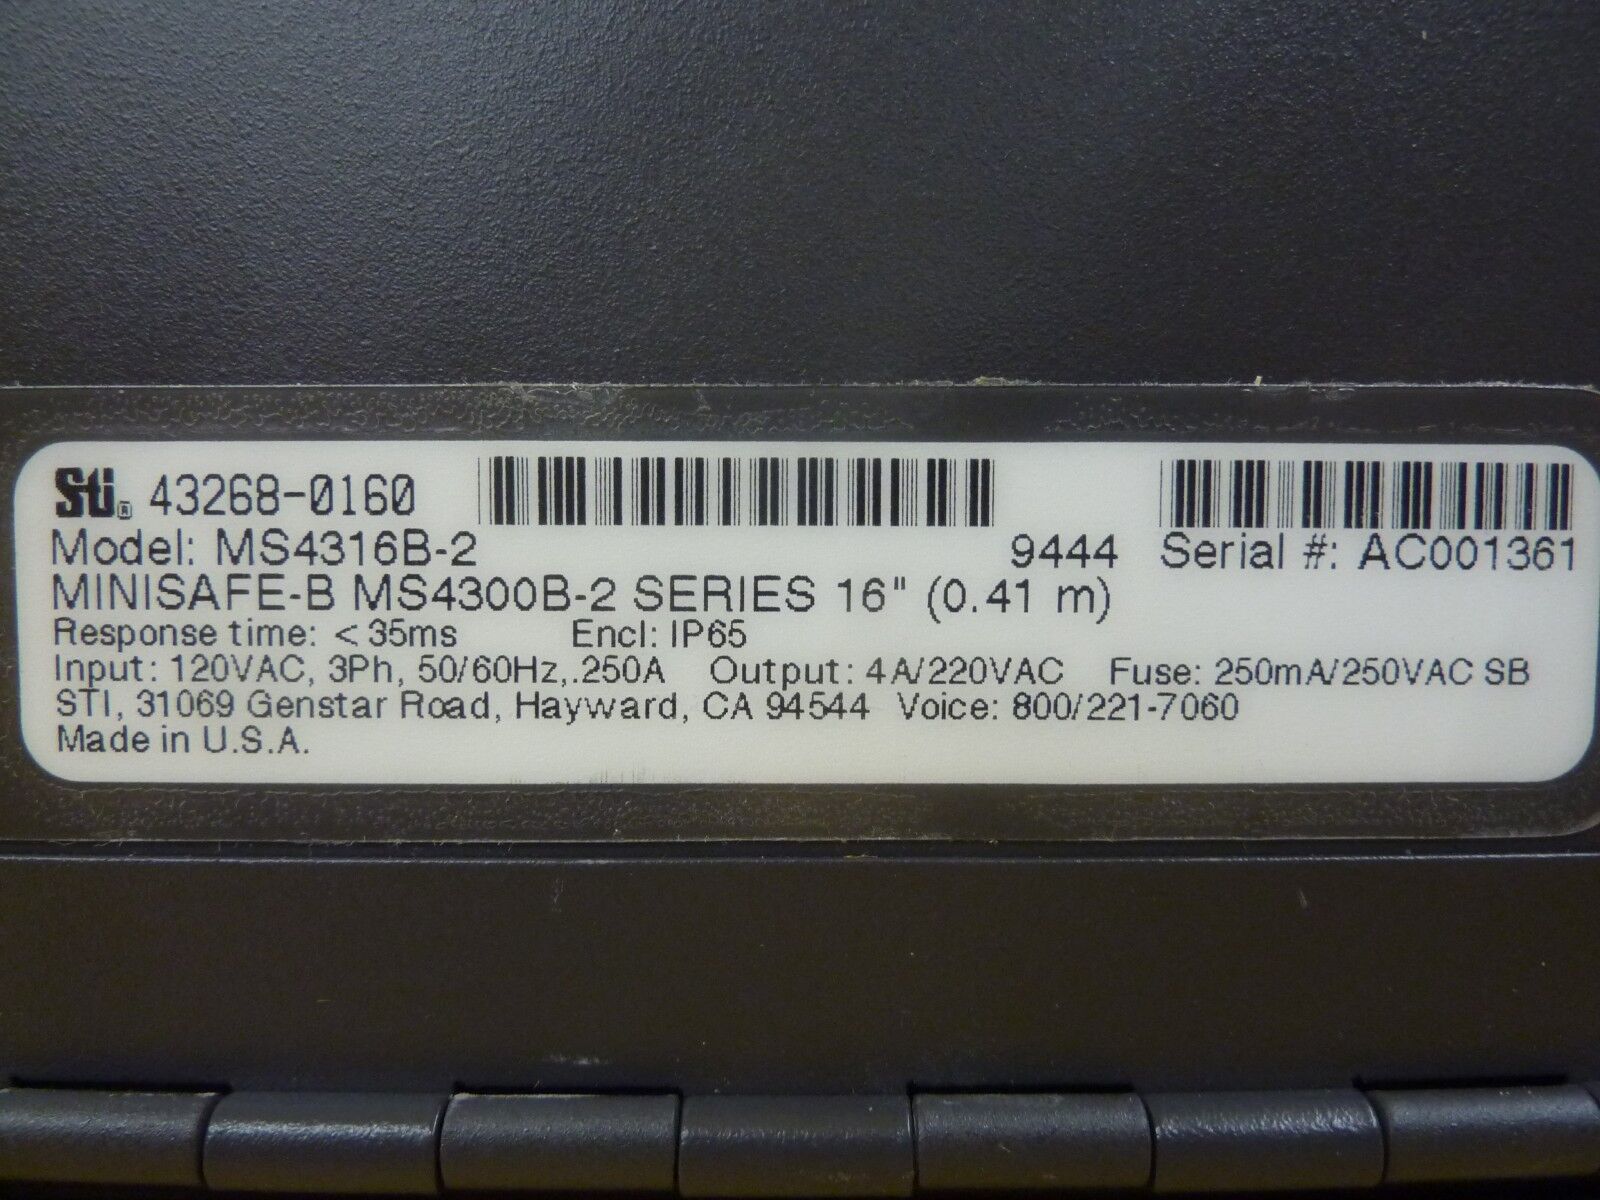 Sti® 43268-0160
Model: MS4316B-2 9444 Serial #: AC001361
MINISAFE-B MS4300B-2 SERIES 16" (0.41 m)
Response time: < 35ms Encl: IP65
Input: 120VAC, 3Ph, 50/60Hz,.250A Output: 4A/220VAC Fuse: 250mA/250VAC SB
STI, 31069 Genstar Road, Hayward, CA 94544 Voice: 800/221-7060
Made in U.S.A.